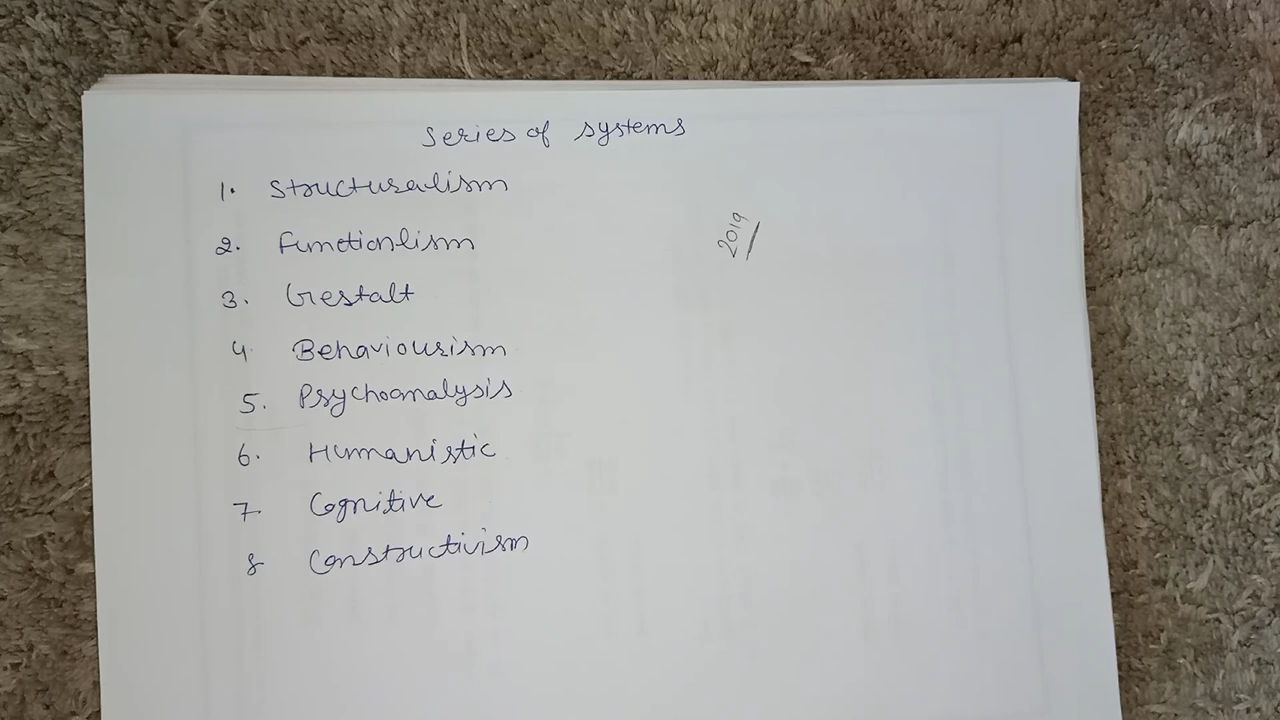 Series of systems
1. Structuralism
2019
2. Functionlism
3. Gestalt
4. Behaviourism
5. Psychoanalysis
6. Humanistic
7. Cognitive
8 Constructivism